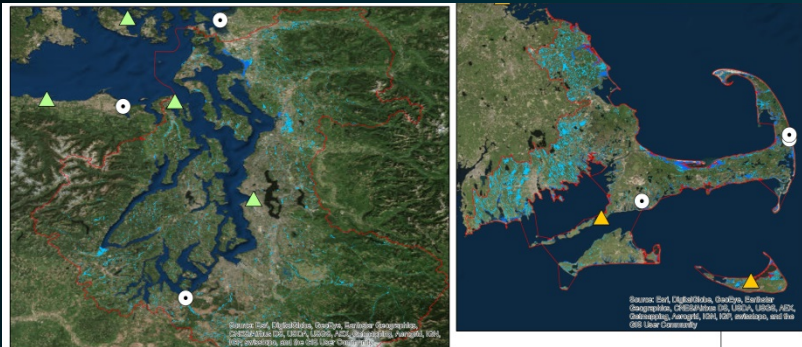 Source: Esri, DigitalGlobe, GeoEye, Earthstar Geographics,
CNES/Airbus DS, USDA, USGS, AEX, Getmapping, Aerogrid, IGN,
IGP, swisstopo, and the GIS User Community
Source: Esri, DigitalGlobe, GeoEye, Earthstar
Geographics, CNES/Airbus DS, USDA, USGS, AEX,
Getmapping, Aerogrid, IGN, IGP, swisstopo, and the
GIS User Community